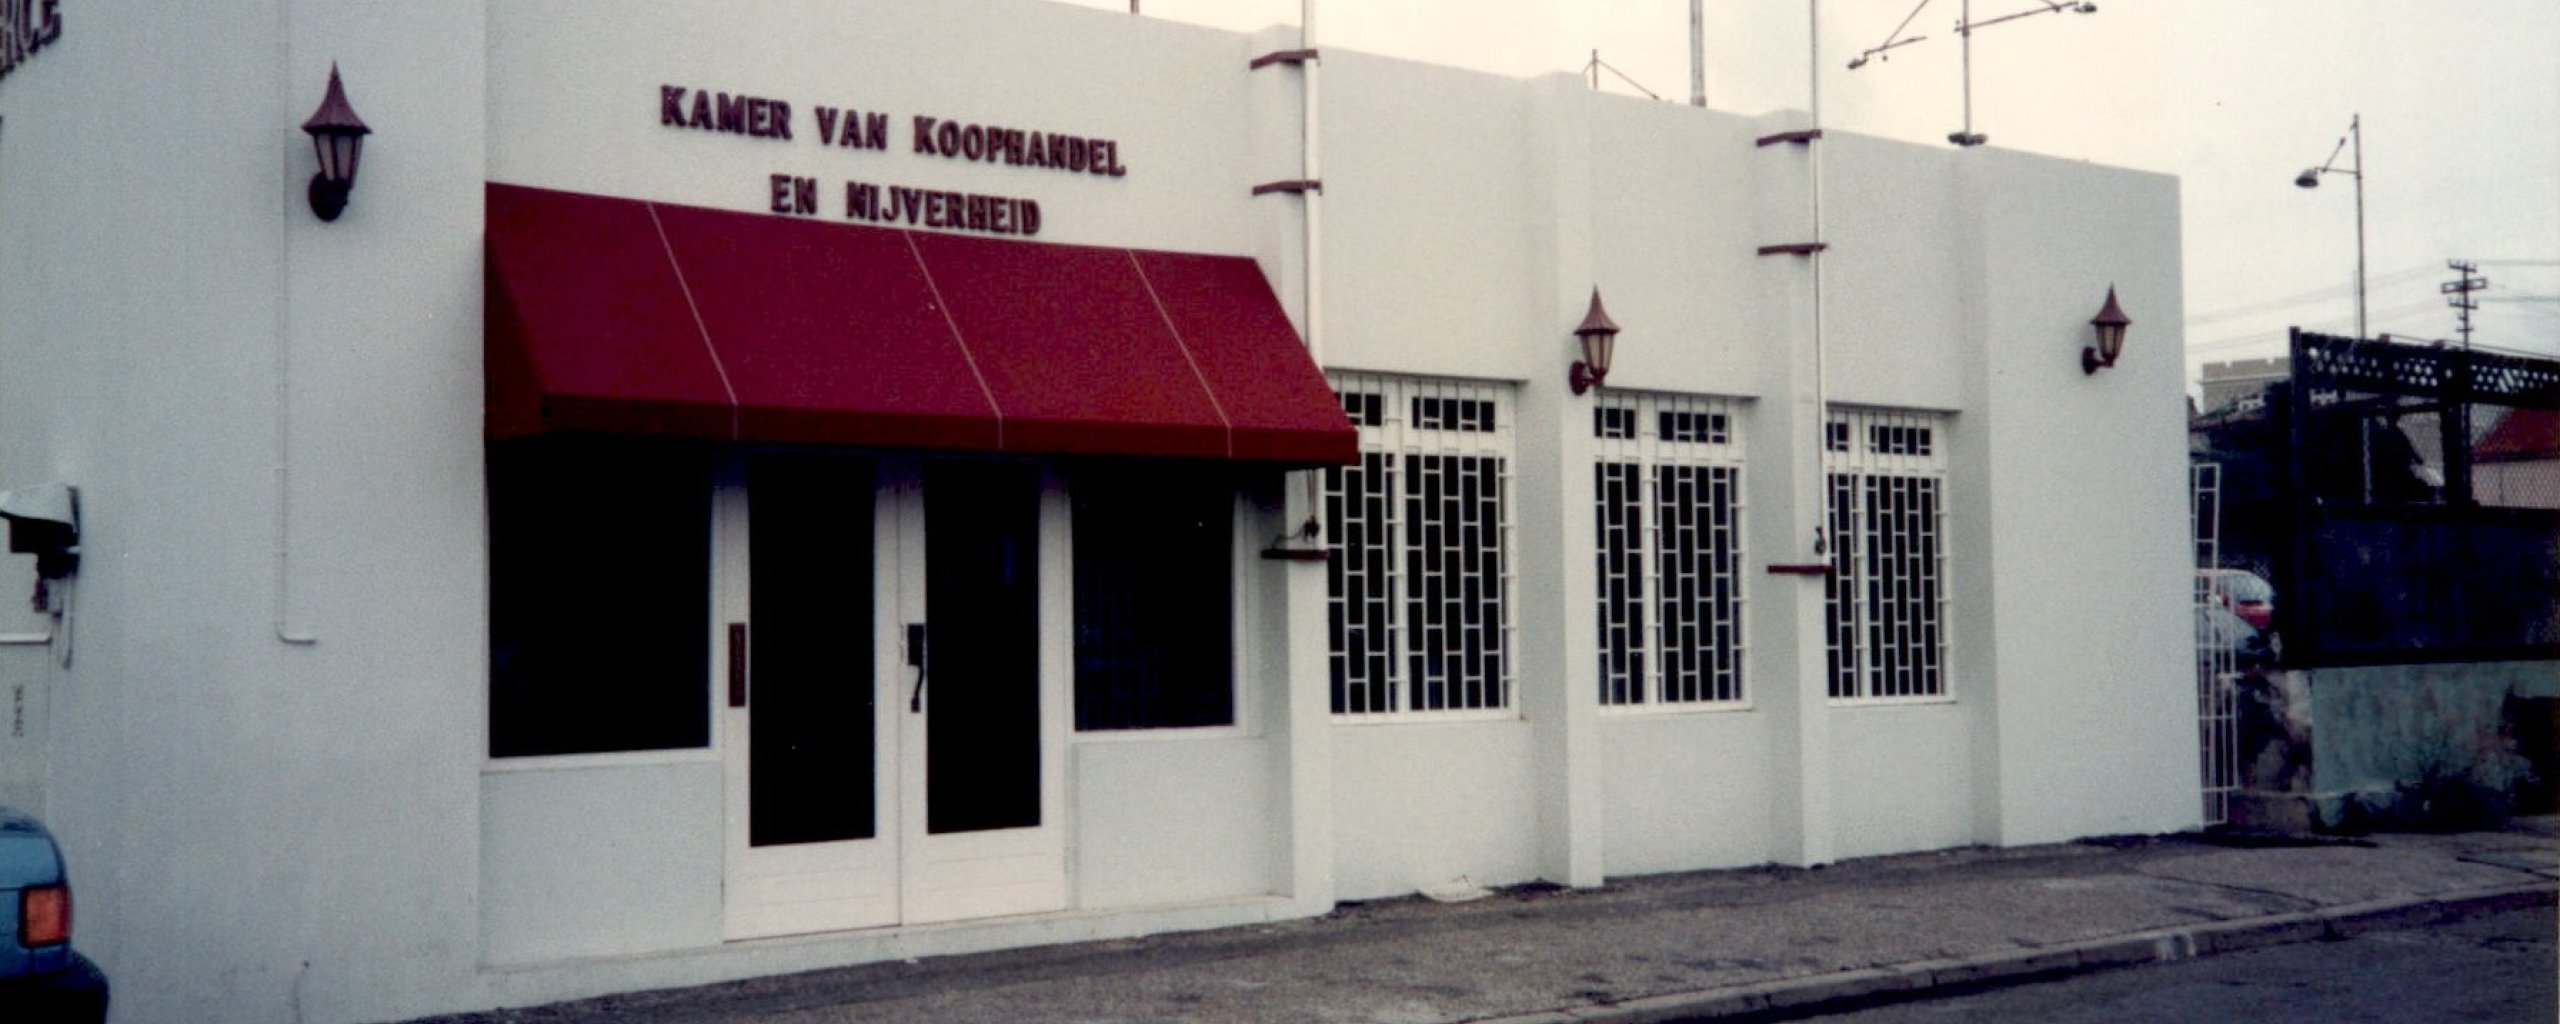 KAMER VAN KOOPHANDEL
EN NIJVERHEID